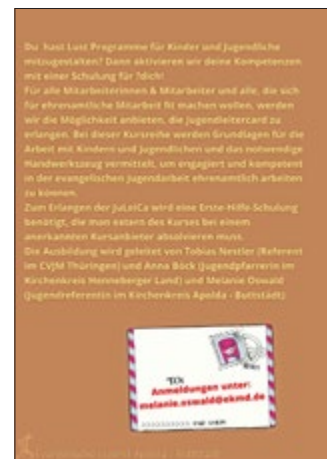 Du hast Lust Programme für Kinder und Jugendliche
mitzugestalten? Dann aktivieren wir deine Kompetenzen
mit einer Schulung für ?dich!
Für alle Mitarbeiterinnen & Mitarbeiter und alle, die sich
für ehrenamtliche Mitarbeit fit machen wollen, werden
wir die Möglichkeit anbieten, die Jugendleitercard zu
erlangen. Bei dieser Kursreihe werden Grundlagen für die
Arbeit mit Kindern und Jugendlichen und das notwendige
Handwerkszeug vermittelt, um engagiert und kompetent
in der evangelischen Jugendarbeit ehrenamtlich arbeiten
zu können.
Zum Erlangen der JuLeiCa wird eine Erste-Hilfe-Schulung
benötigt, die man extern des Kurses bei einem
anerkannten Kursanbieter absolvieren muss.
Die Ausbildung wird geleitet von Tobias Nestler (Referent
im CVJM Thüringen) und Anna Böck (Jugendpfarrerin im
Kirchenkreis Henneberger Land) und Melanie Oswald
(Jugendreferentin im Kirchenkreis Apolda - Buttstädt)
TO:
Anmeldungen unter:
melanie.oswald@ekmd.de